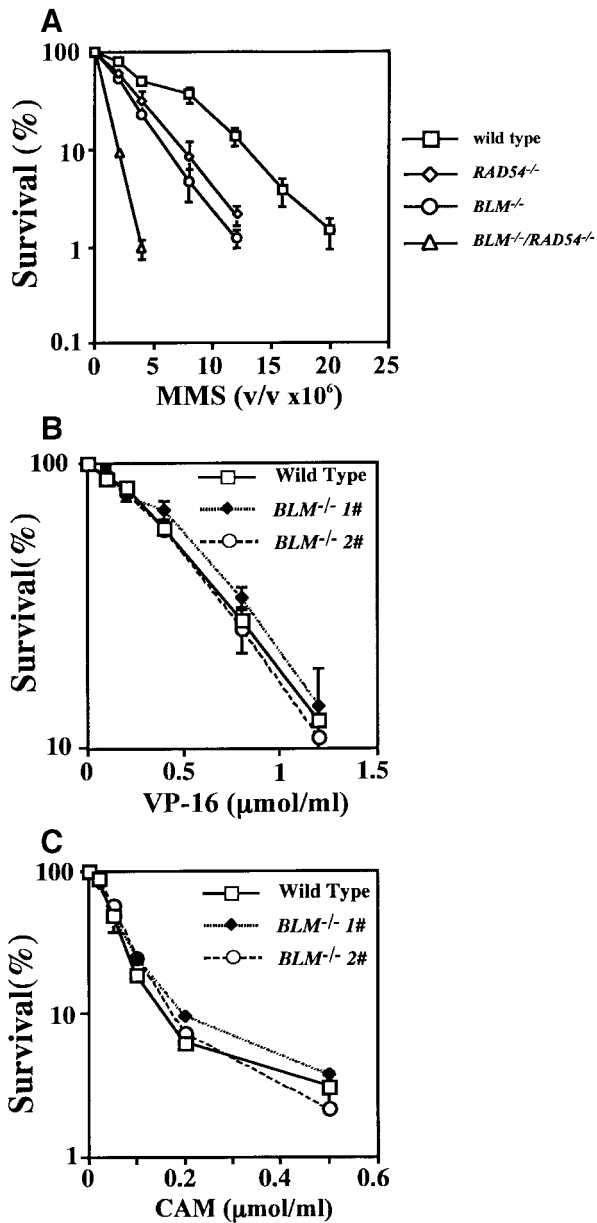 A
Survival (%)
100
10
1
0.1
0 5 10 15 20 25
MMS (v/v x10⁶)
wild type
RAD54-/-
BLM-/-
BLM-/-/RAD54-/-
B
Survival(%)
100
10
Wild Type
BLM-/- 1#
BLM-/- 2#
0 0.5 1 1.5
VP-16 (μmol/ml)
C
Survival(%)
100
10
1
Wild Type
BLM-/- 1#
BLM-/- 2#
0 0.2 0.4 0.6
CAM (μmol/ml)